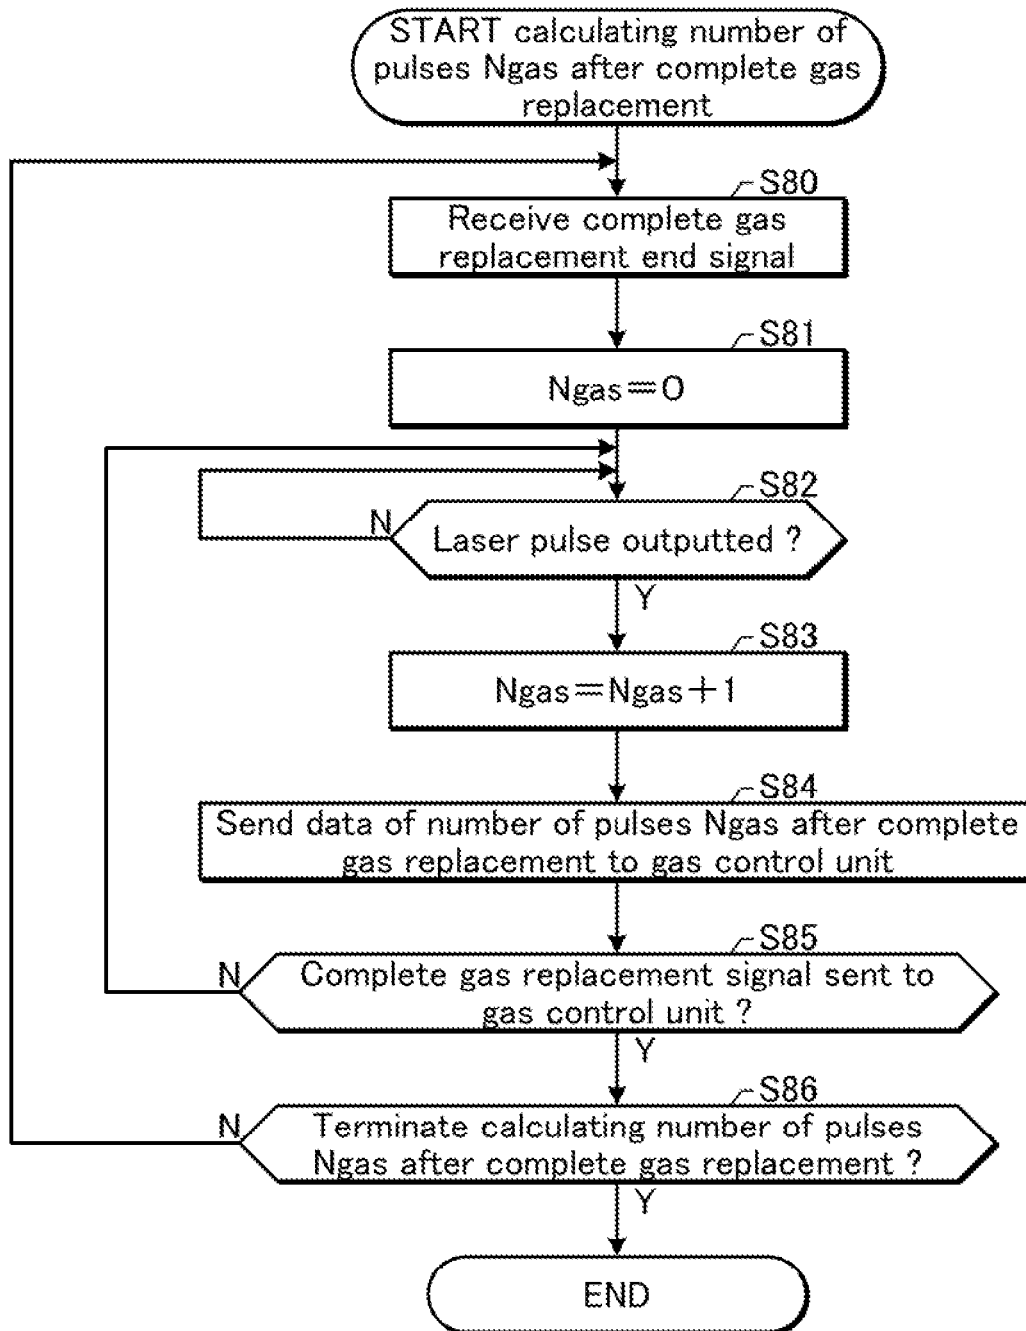 START calculating number of
pulses Ngas after complete gas
replacement
S80
Receive complete gas
replacement end signal
S81
Ngas=0
S82
N
Laser pulse outputted ?
Y
S83
Ngas=Ngas+1
S84
Send data of number of pulses Ngas after complete
gas replacement to gas control unit
S85
N
Complete gas replacement signal sent to
gas control unit ?
Y
S86
N
Terminate calculating number of pulses
Ngas after complete gas replacement ?
Y
END